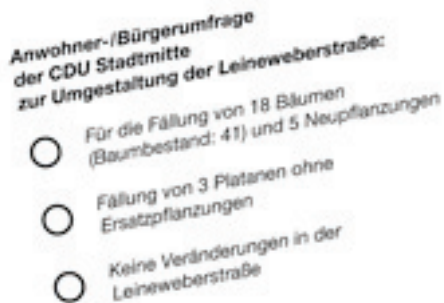 Anwohner-/Bürgerumfrage
der CDU Stadtmitte
zur Umgestaltung der Leineweberstraße:
Für die Fällung von 18 Bäumen
(Baumbestand: 41) und 5 Neupflanzungen
Fällung von 3 Platanen ohne
Ersatzpflanzungen
Keine Veränderungen in der
Leineweberstraße